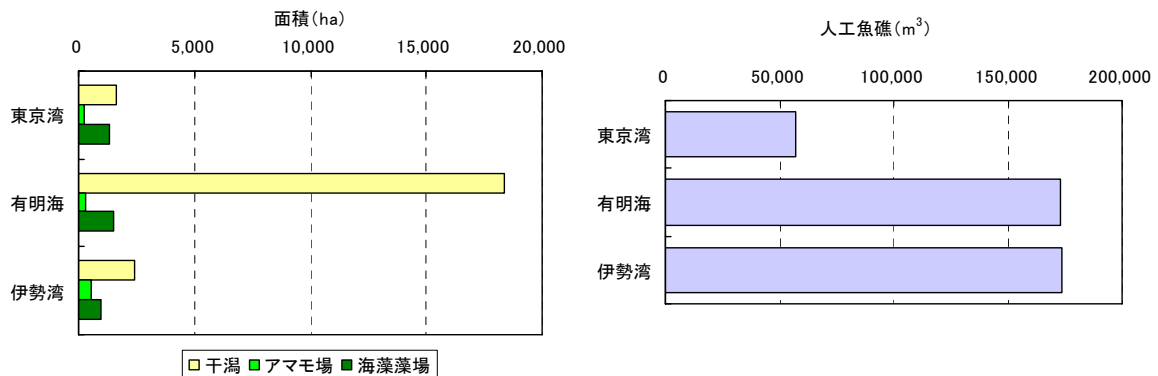 面積(ha)
0 5,000 10,000 15,000 20,000
東京湾
有明海
伊勢湾
干潟 アマモ場 海藻藻場
人工魚礁(m³)
0 50,000 100,000 150,000 200,000
東京湾
有明海
伊勢湾